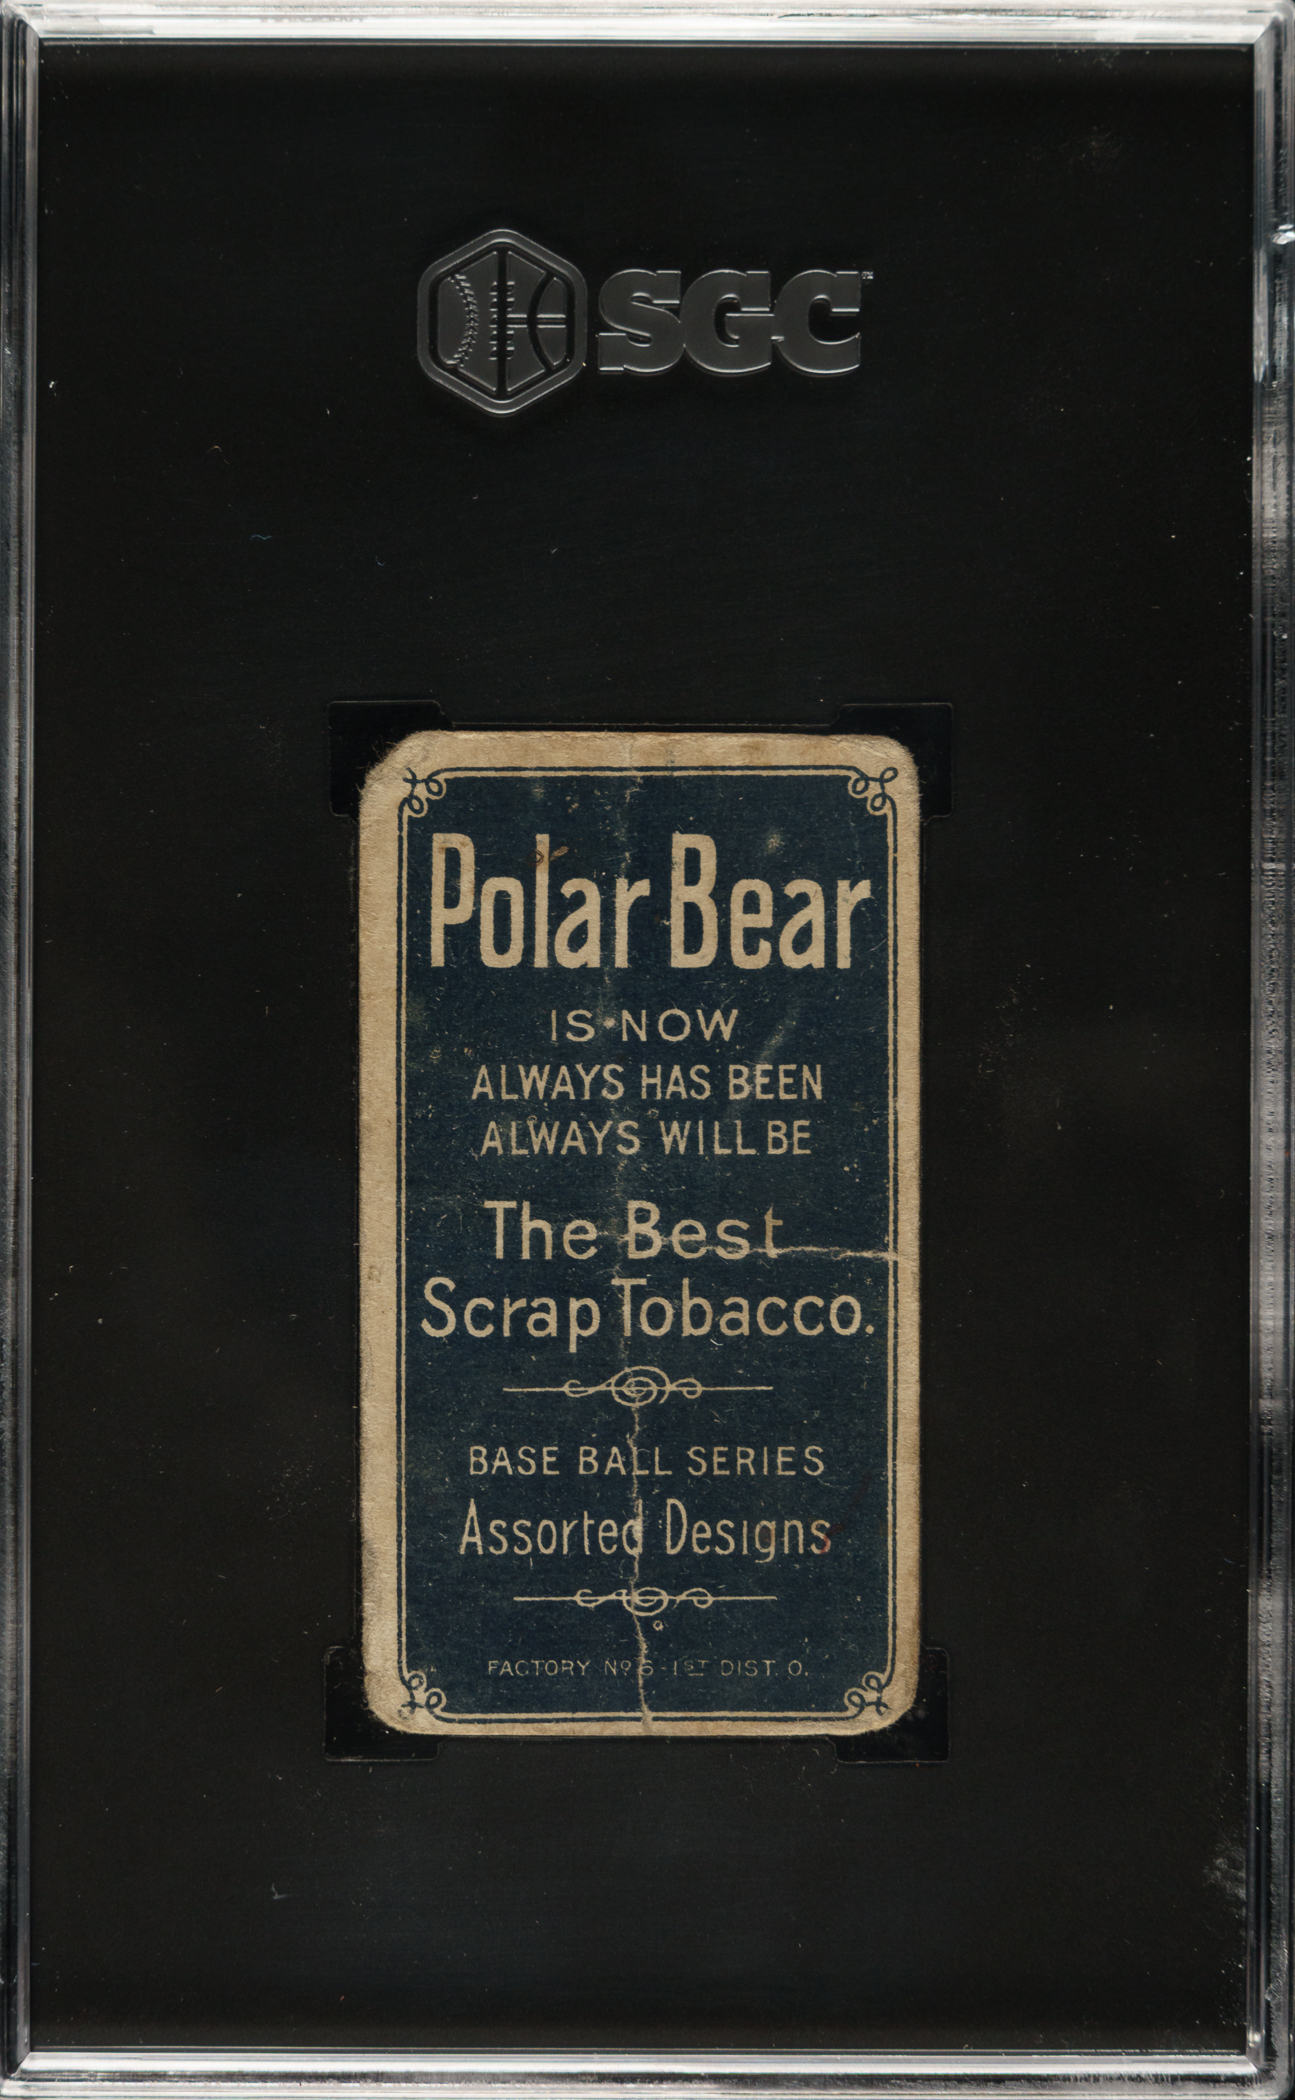 SGC
Polar Bear
IS NOW
ALWAYS HAS BEEN
ALWAYS WILL BE
The Best
Scrap Tobacco.
BASE BALL SERIES
Assorted Designs
FACTORY Nº 6 - 1ST DIST. O.